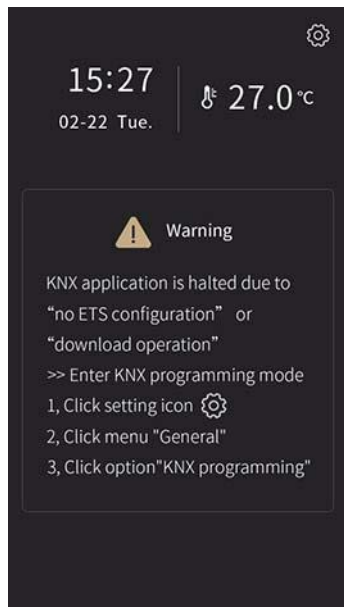 15:27
02-22 Tue.
27.0°C
Warning
KNX application is halted due to
“no ETS configuration” or
“download operation”
>> Enter KNX programming mode
1, Click setting icon
2, Click menu "General"
3, Click option"KNX programming"